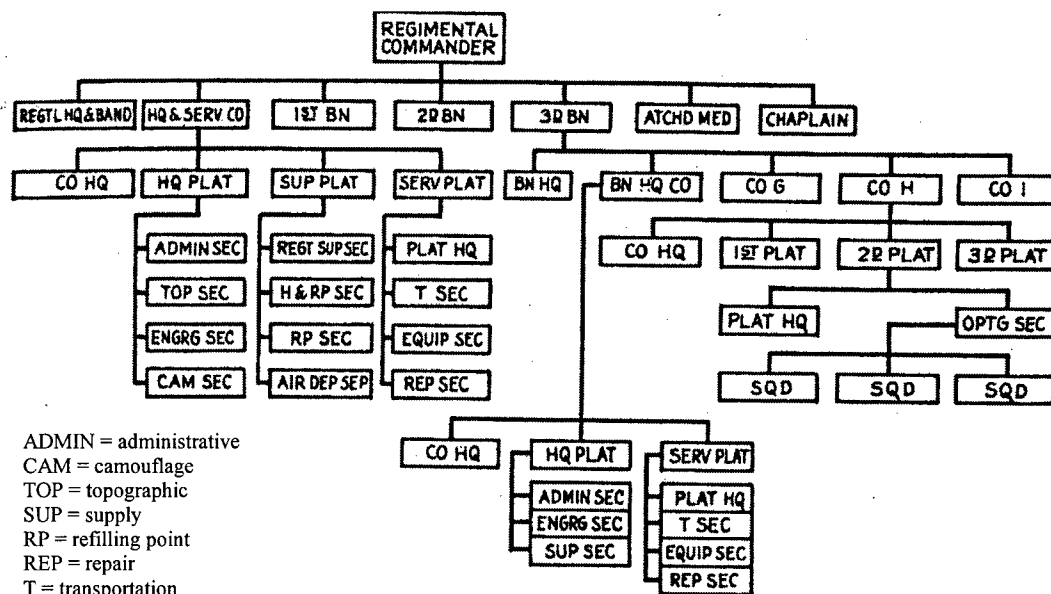 REGIMENTAL
COMMANDER
REGTL HQ & BAND
HQ & SERV CO
1ST BN
2D BN
3D BN
ATCHD MED
CHAPLAIN
CO HQ
HQ PLAT
SUP PLAT
SERV PLAT
BN HQ
BN HQ CO
CO G
CO H
CO I
ADMIN SEC
REGT SUP SEC
PLAT HQ
CO HQ
1ST PLAT
2D PLAT
3D PLAT
TOP SEC
H & RP SEC
T SEC
PLAT HQ
OPTG SEC
ENGRG SEC
RP SEC
EQUIP SEC
CAM SEC
AIR DEP SEP
REP SEC
SQD
SQD
SQD
CO HQ
HQ PLAT
SERV PLAT
ADMIN SEC
ENGRG SEC
SUP SEC
PLAT HQ
T SEC
EQUIP SEC
REP SEC
ADMIN = administrative
CAM = camouflage
TOP = topographic
SUP = supply
RP = refilling point
REP = repair
T = transportation